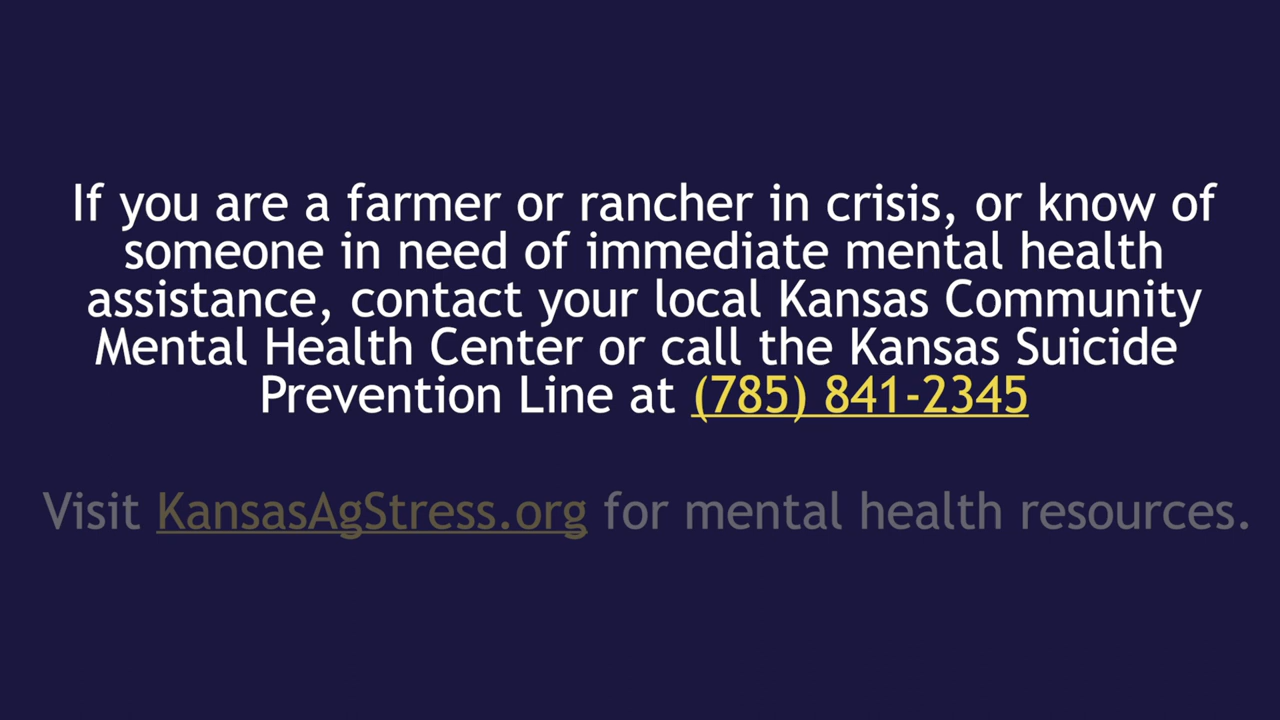 If you are a farmer or rancher in crisis, or know of
someone in need of immediate mental health
assistance, contact your local Kansas Community
Mental Health Center or call the Kansas Suicide
Prevention Line at (785) 841-2345
Visit KansasAgStress.org for mental health resources.